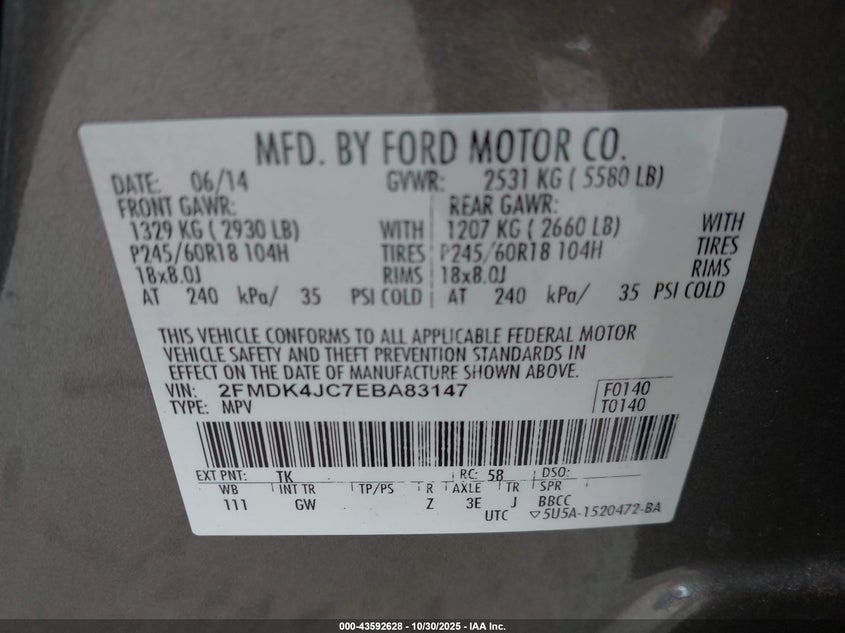 MFD. BY FORD MOTOR CO.
DATE: 06/14 GVWR: 2531 KG ( 5580 LB)
FRONT GAWR: REAR GAWR:
1329 KG ( 2930 LB) WITH 1207 KG ( 2660 LB) WITH
P245/60R18 104H TIRES P245/60R18 104H TIRES
18x8.0J RIMS 18x8.0J RIMS
AT 240 kPa/ 35 PSI COLD AT 240 kPa/ 35 PSI COLD
THIS VEHICLE CONFORMS TO ALL APPLICABLE FEDERAL MOTOR
VEHICLE SAFETY AND THEFT PREVENTION STANDARDS IN
EFFECT ON THE DATE OF MANUFACTURE SHOWN ABOVE.
VIN: 2FMDK4JC7EBA83147 F0140
TYPE: MPV T0140
EXT PNT: TK RC: 58 DSO:
WB INT TR TP/PS R AXLE TR SPR
111 GW Z 3E J BBCC
UTC ▽5U5A-1520472-BA
000-43592628 - 10/30/2025 - IAA Inc.